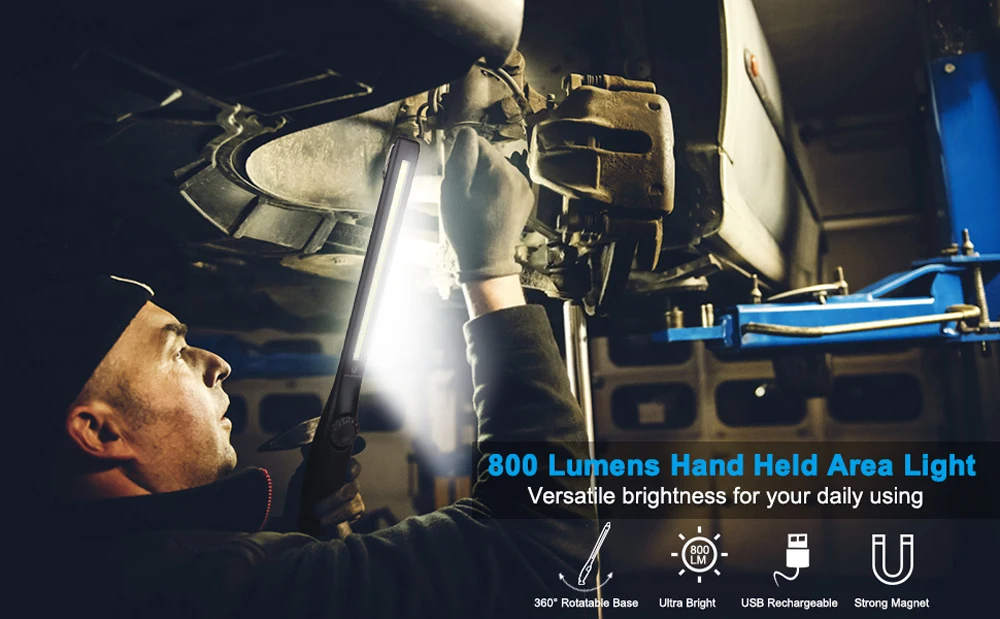 800 Lumens Hand Held Area Light
Versatile brightness for your daily using
800
LM
360° Rotatable Base
Ultra Bright
USB Rechargeable
Strong Magnet